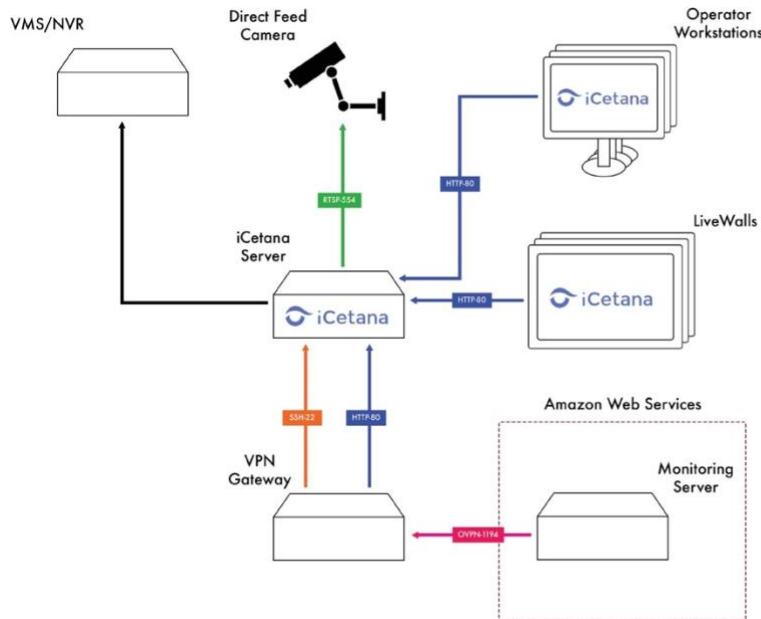 VMS/NVR
Direct Feed
Camera
Operator
Workstations
iCetana
HTTP-80
RTSP-554
iCetana
Server
LiveWalls
iCetana
HTTP-80
iCetana
SSH-22
HTTP-80
Amazon Web Services
VPN
Gateway
Monitoring
Server
OVPN-1194